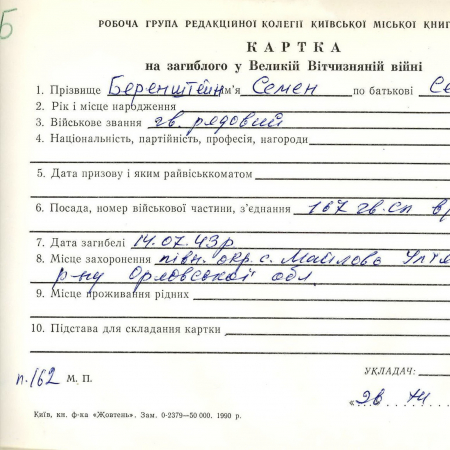 Б
РОБОЧА ГРУПА РЕДАКЦІЙНОЇ КОЛЕГІЇ КИЇВСЬКОЇ МІСЬКОЇ КНИГ
КАРТКА
на загиблого у Великій Вітчизняній війні
1. Прізвище Беренштейн Ім'я Семен по батькові Се
2. Рік і місце народження
3. Військове звання гв. рядовий
4. Національність, партійність, професія, нагороди
5. Дата призову і яким райвіськкоматом
6. Посада, номер військової частини, з'єднання 167 гв. сп в
7. Дата загибелі 14.07.43р
8. Місце захоронення півн. окр. с. Маїлово
р-ну Орловської обл
9. Місце проживання рідних
10. Підстава для складання картки
УКЛАДАЧ:
п. 162 М. П.
Київ, кн. ф-ка «Жовтень». Зам. 0-2379—50 000. 1990 р.